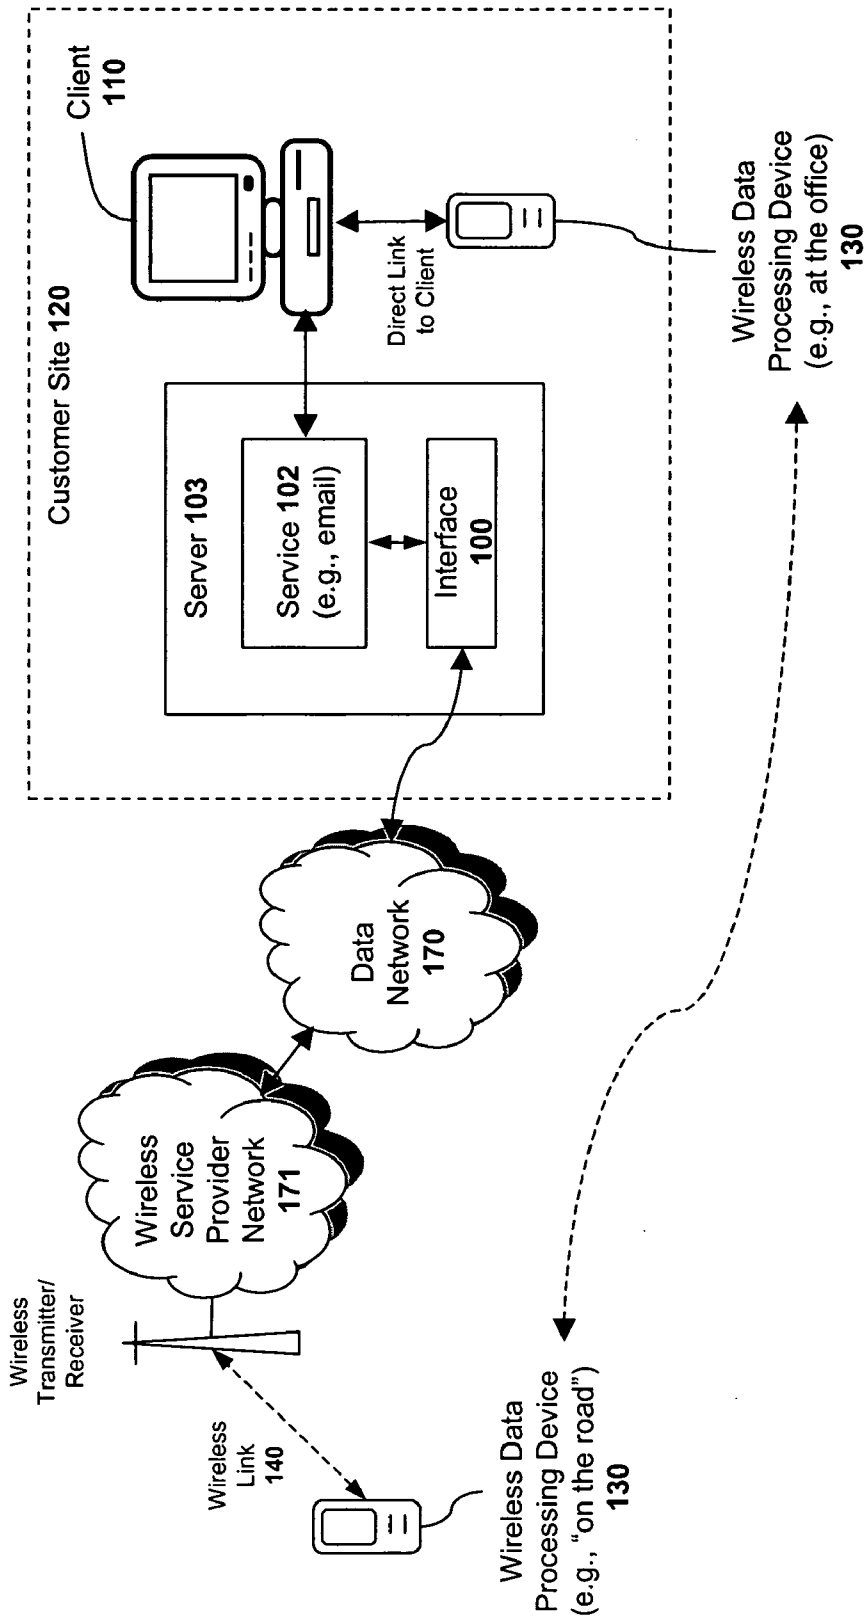 Wireless
Transmitter/
Receiver
Wireless
Service
Provider
Network
171
Wireless
Link
140
Wireless Data
Processing Device
(e.g., “on the road”)
130
Data
Network
170
Customer Site 120
Server 103
Service 102
(e.g., email)
Interface
100
Client
110
Direct Link
to Client
Wireless Data
Processing Device
(e.g., at the office)
130